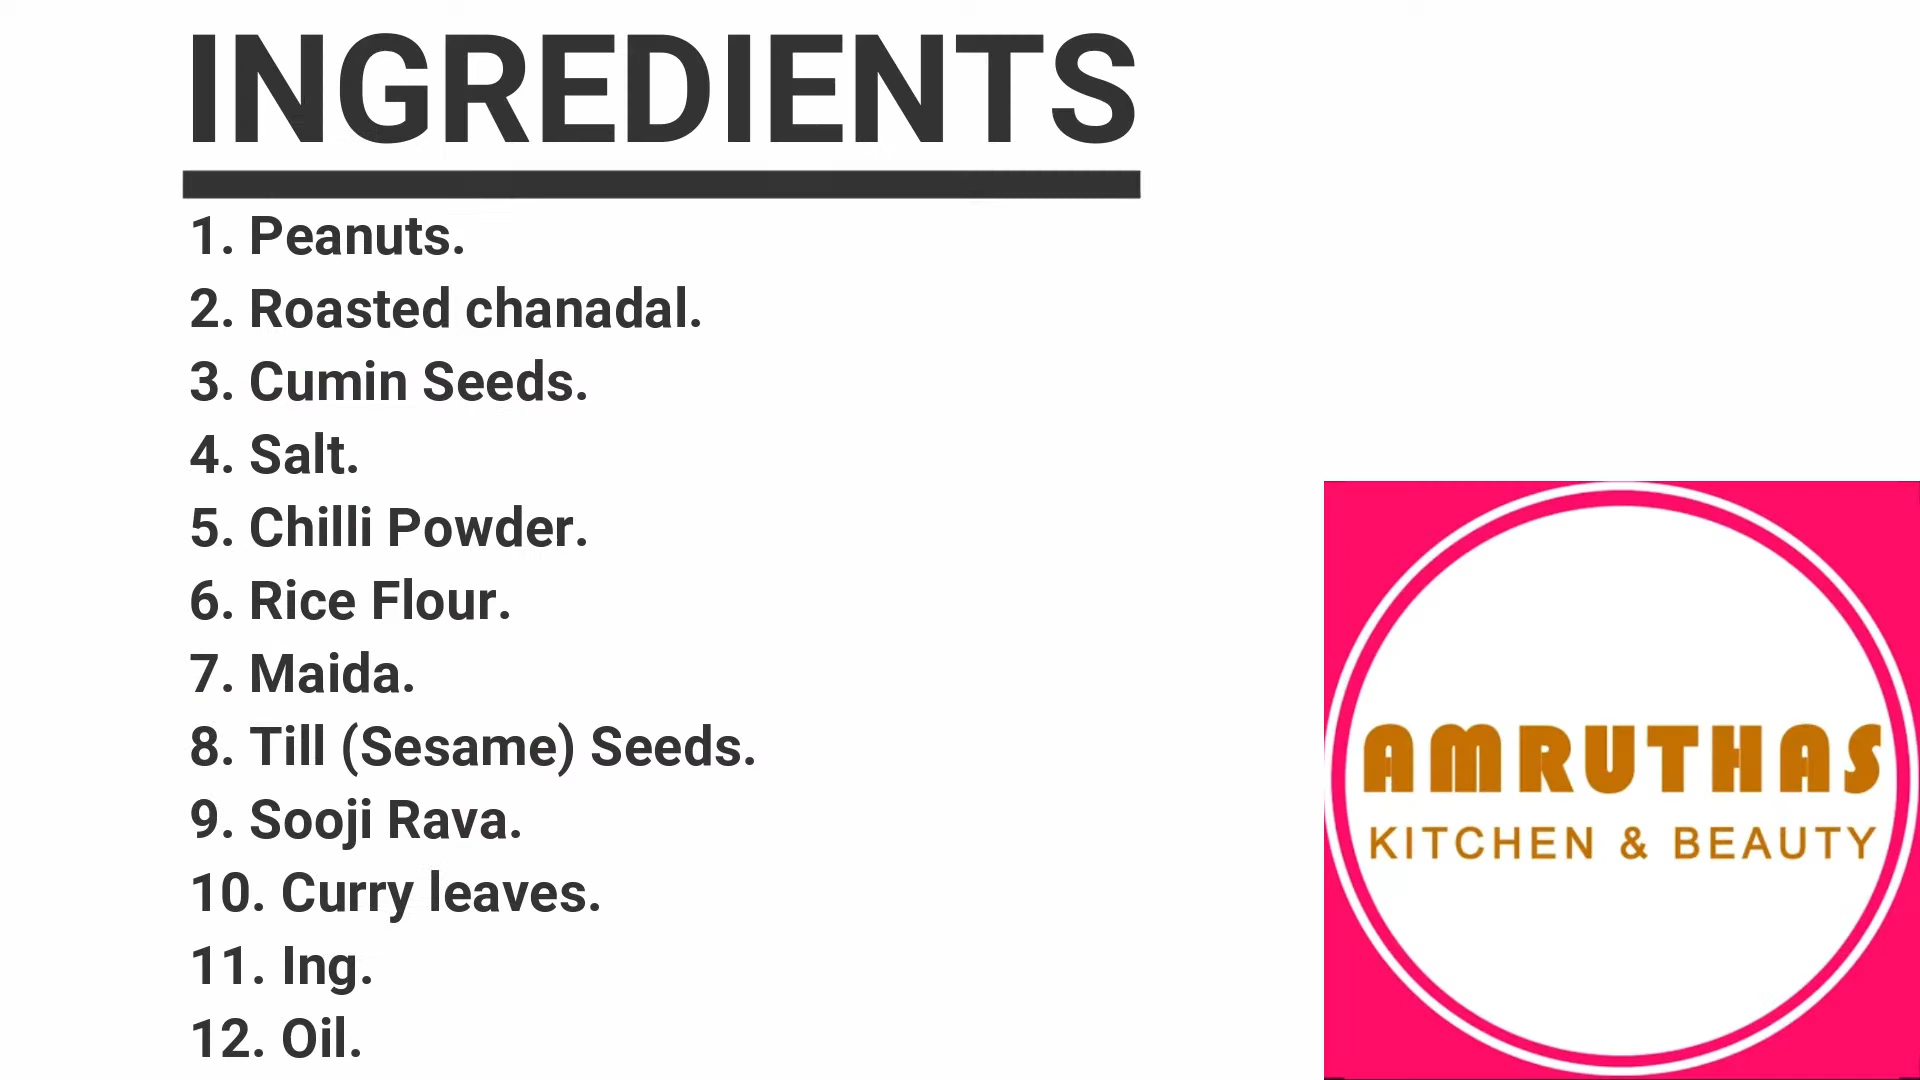 INGREDIENTS
1. Peanuts.
2. Roasted chanadal.
3. Cumin Seeds.
4. Salt.
5. Chilli Powder.
6. Rice Flour.
7. Maida.
8. Till (Sesame) Seeds.
9. Sooji Rava.
10. Curry leaves.
11. Ing.
12. Oil.
AMRUTHAS
KITCHEN & BEAUTY